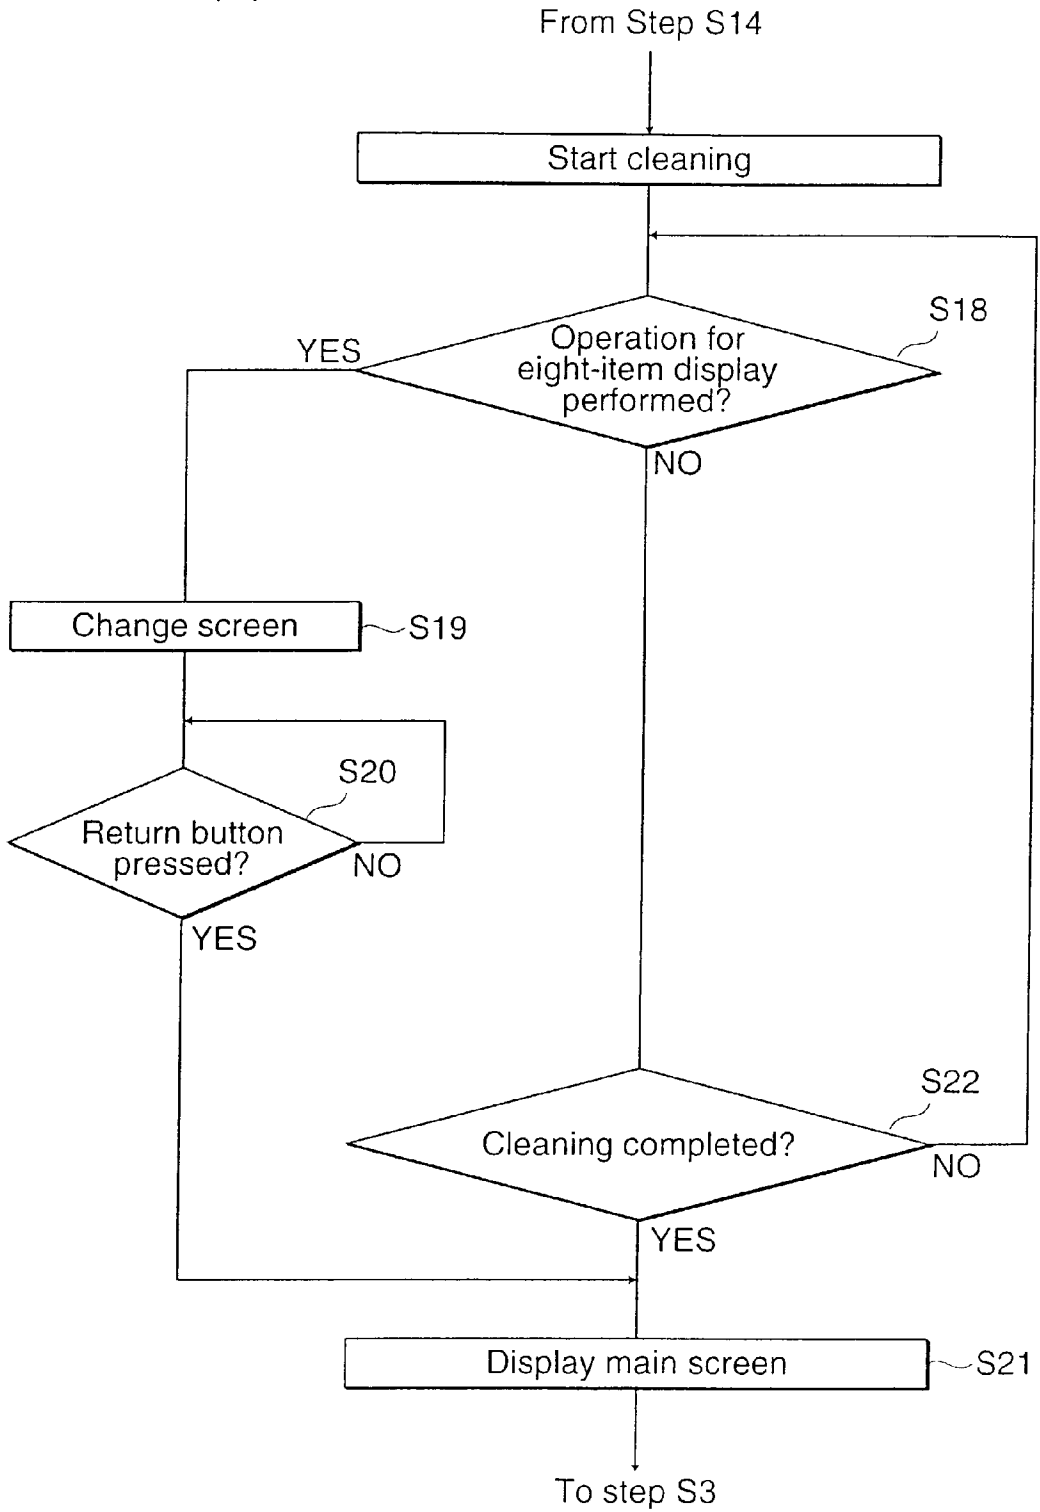 From Step S14
Start cleaning
S18
YES
Operation for
eight-item display
performed?
NO
Change screen
S19
S20
Return button
pressed?
NO
YES
S22
Cleaning completed?
NO
YES
Display main screen
S21
To step S3